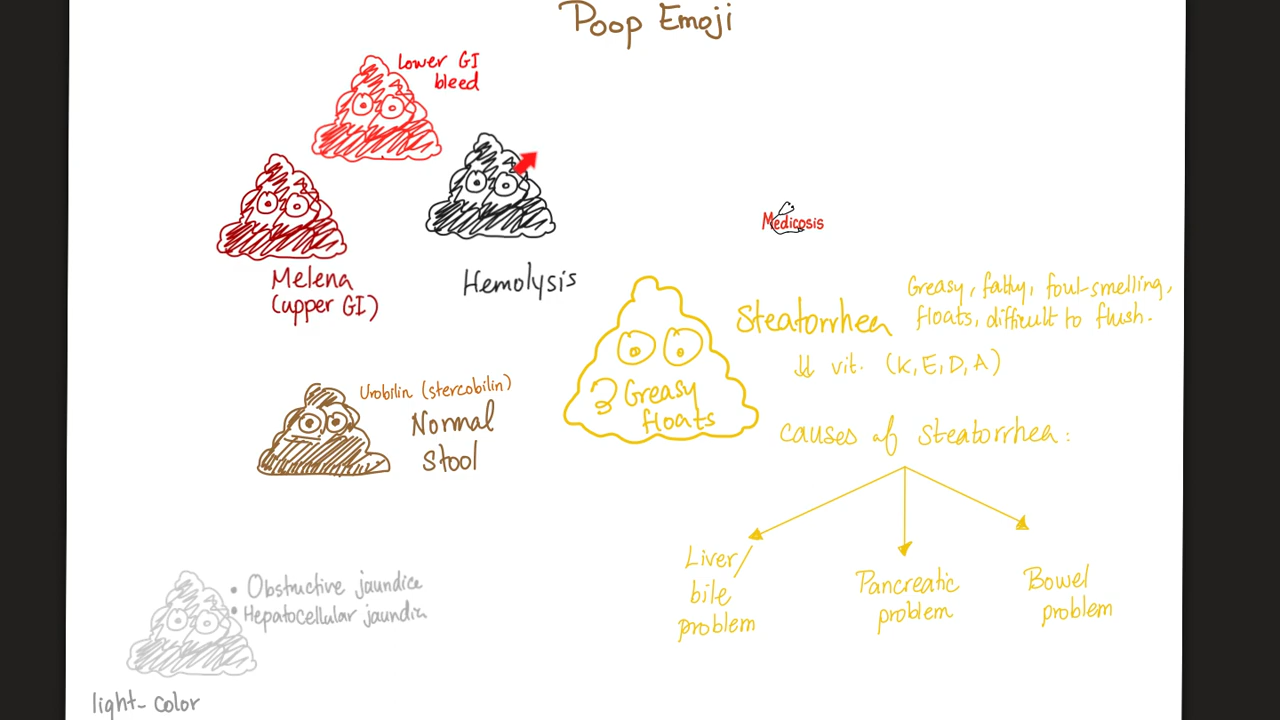 Poop Emoji
Lower GI
bleed
Melena
(upper GI)
Hemolysis
Medicosis
Steatorrhea
Greasy, fatty, foul-smelling,
floats, difficult to flush.
↓↓ vit. (K, E, D, A)
Greasy
floats
Urobilin (stercobilin)
Normal
Stool
causes of steatorrhea:
Liver/
bile
problem
Pancreatic
problem
Bowel
problem
• Obstructive jaundice
• Hepatocellular jaundice
light-color